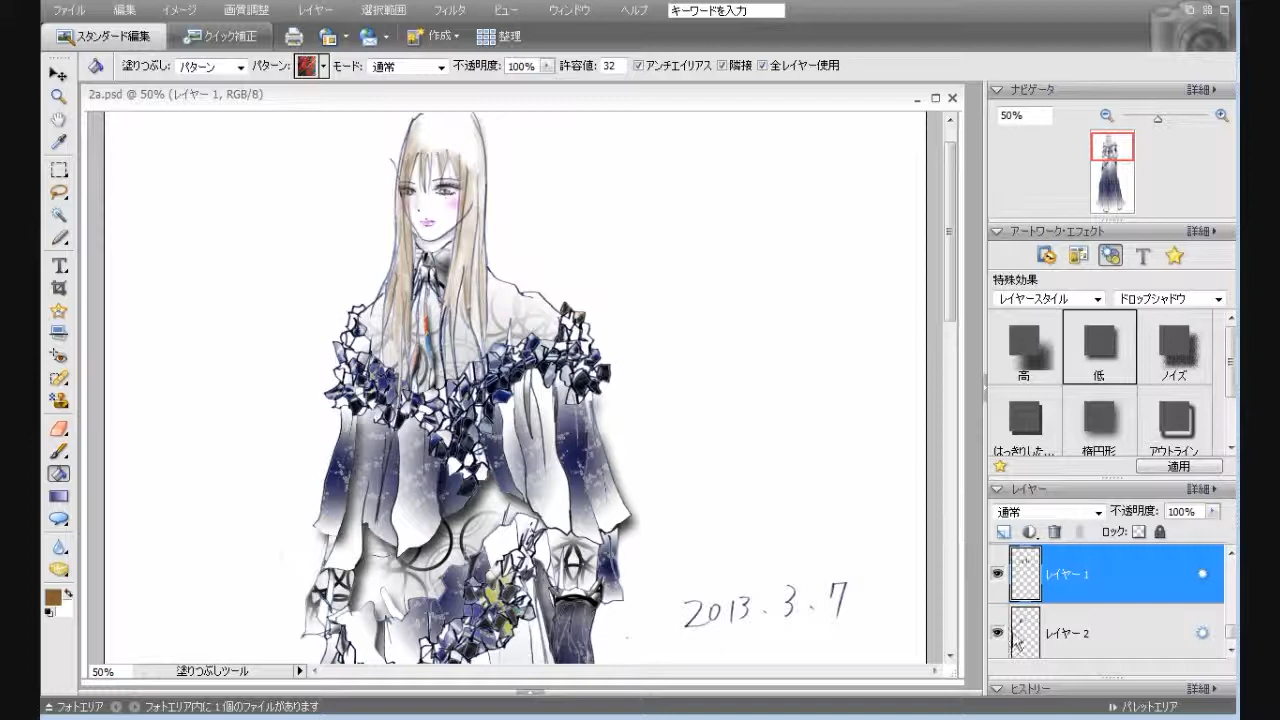 ファイル 編集 イメージ 画質調整 レイヤー 選択範囲 フィルタ ビュー ウィンドウ ヘルプ キーワードを入力
スタンダード編集 クイック補正 作成 整理
塗りつぶし: パターン パターン: モード: 通常 不透明度: 100% 許容値: 32 アンチエイリアス 隣接 全レイヤー使用
2a.psd @ 50% (レイヤー 1, RGB/8)
2013.3.7
50% 塗りつぶしツール
ナビゲータ 詳細
50%
アートワーク・エフェクト 詳細
特殊効果
レイヤースタイル ドロップシャドウ
高 低 ノイズ
はっきりした... 楕円形 アウトライン
適用
レイヤー 詳細
通常 不透明度: 100%
ロック:
レイヤー 1
レイヤー 2
ヒストリー 詳細
フォトエリア フォトエリア内に 1 個のファイルがあります パレットエリア